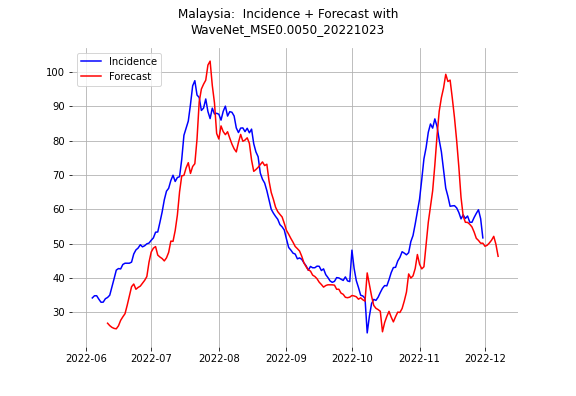 Malaysia:  Incidence + Forecast with
WaveNet_MSE0.0050_20221023
Incidence
Forecast
100
90
80
70
60
50
40
30
2022-06 2022-07 2022-08 2022-09 2022-10 2022-11 2022-12